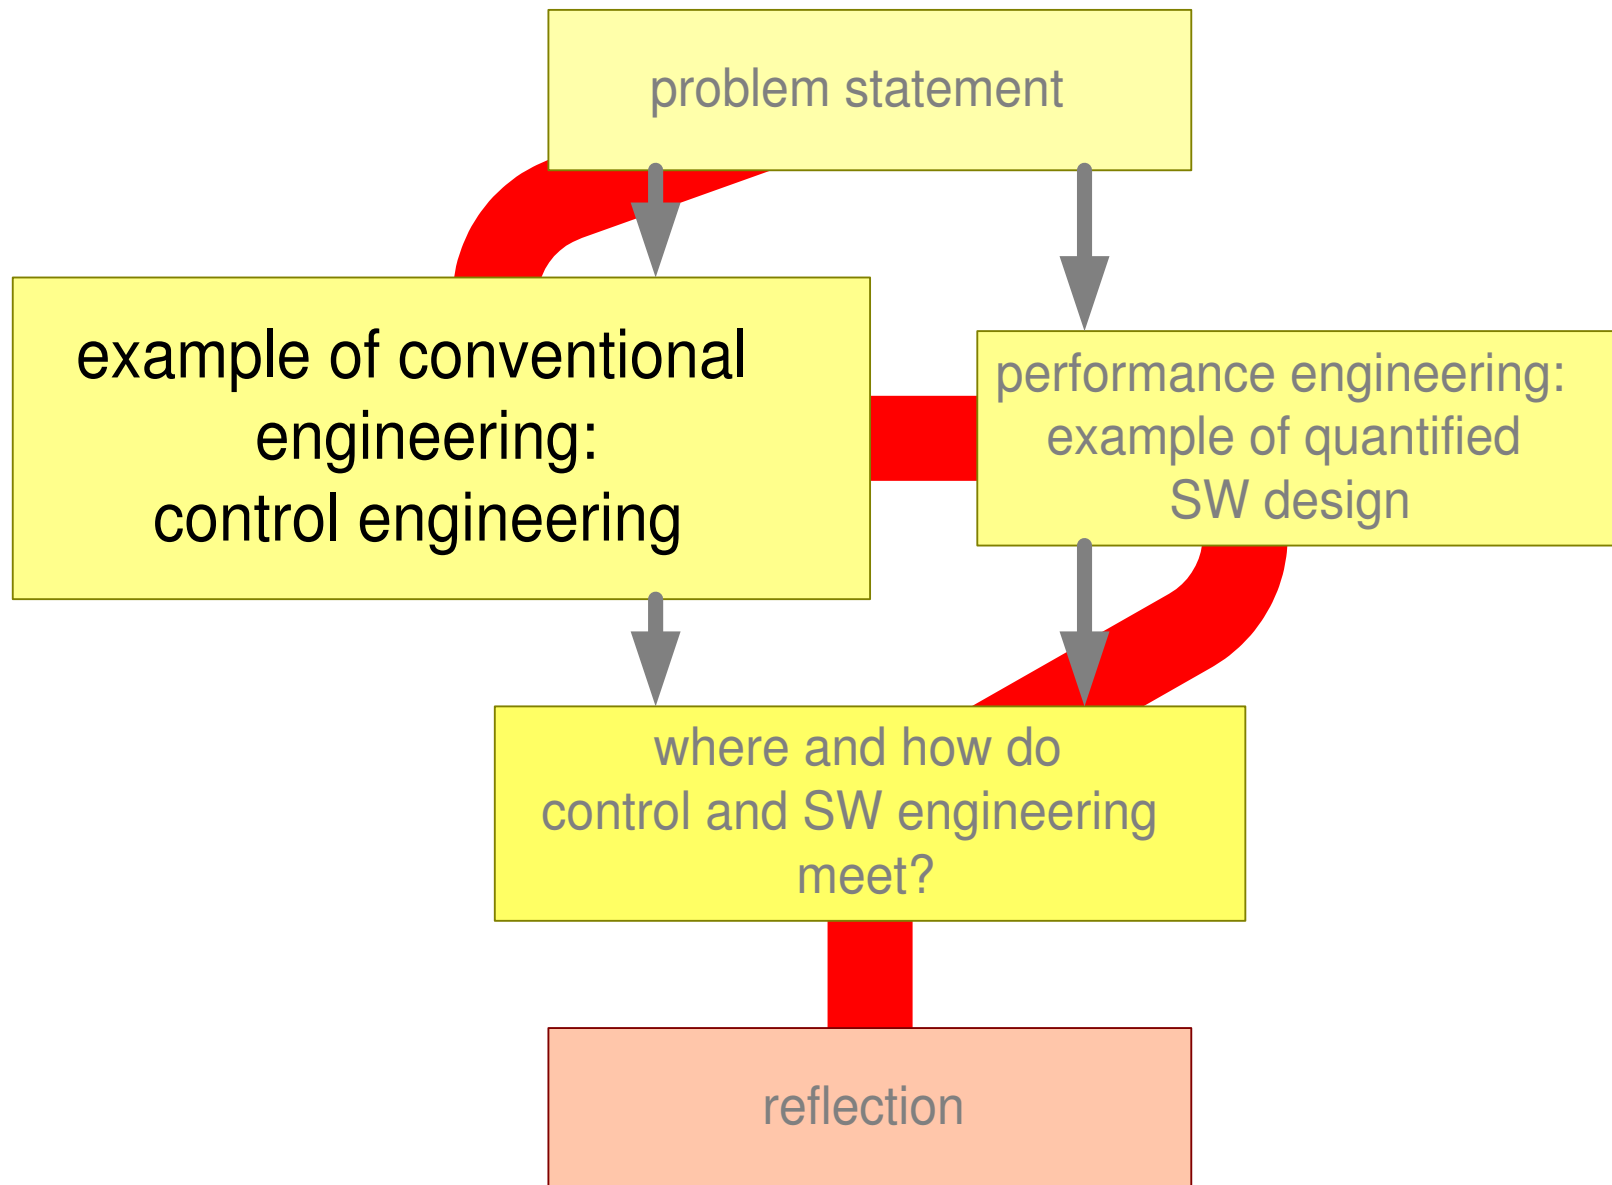 problem statement
example of conventional
engineering:
control engineering
performance engineering:
example of quantified
SW design
where and how do
control and SW engineering
meet?
reflection